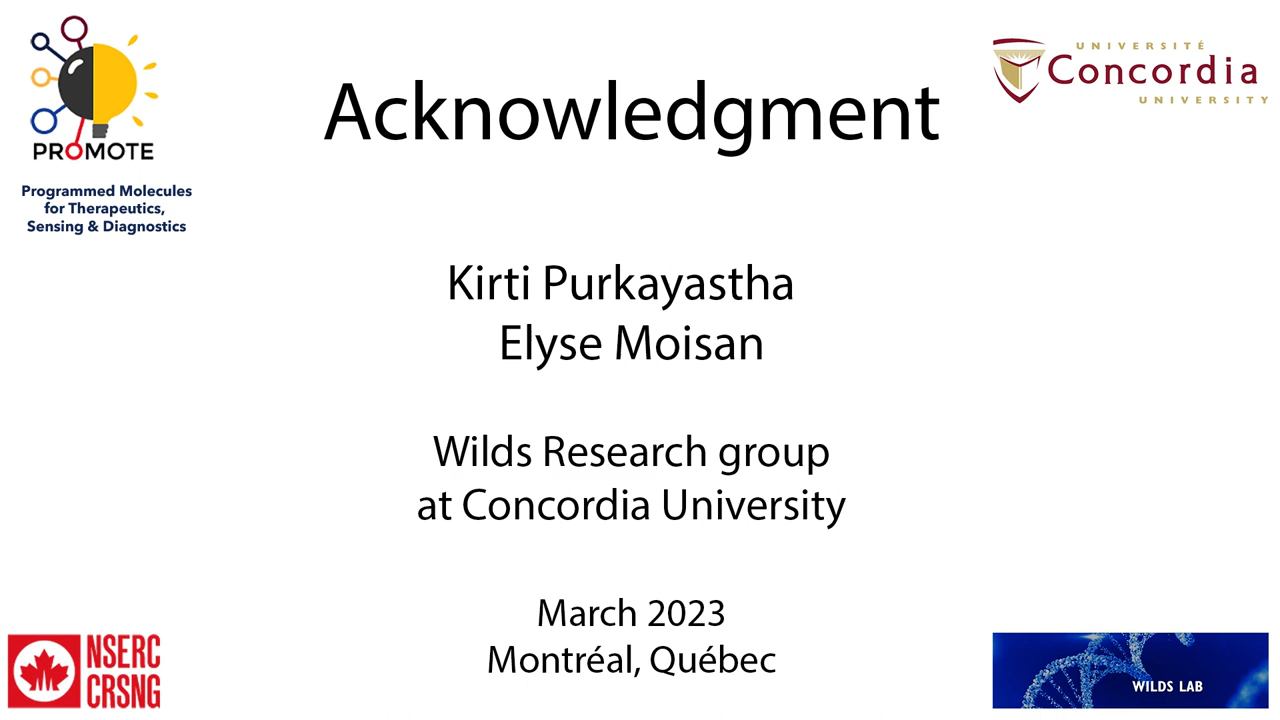 PROMOTE
Programmed Molecules
for Therapeutics,
Sensing & Diagnostics
UNIVERSITÉ
Concordia
UNIVERSITY
Acknowledgment
Kirti Purkayastha
Elyse Moisan
Wilds Research group
at Concordia University
March 2023
Montréal, Québec
NSERC
CRSNG
WILDS LAB